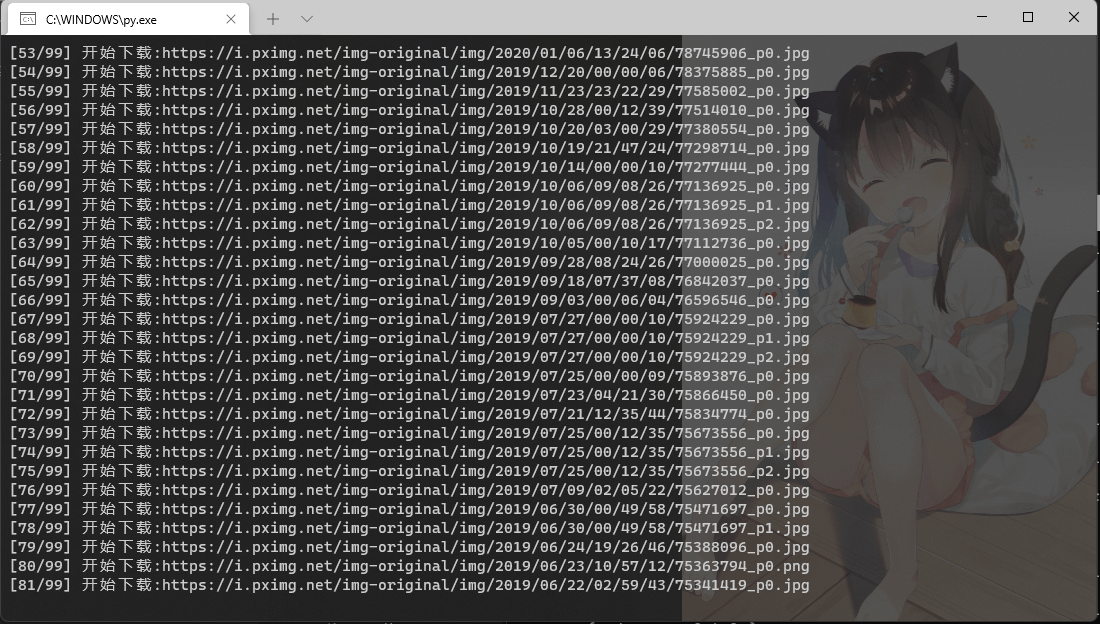 C:\WINDOWS\py.exe
[53/99] 开始下载:https://i.pximg.net/img-original/img/2020/01/06/13/24/06/78745906_p0.jpg
[54/99] 开始下载:https://i.pximg.net/img-original/img/2019/12/20/00/00/06/78375885_p0.jpg
[55/99] 开始下载:https://i.pximg.net/img-original/img/2019/11/23/23/22/29/77585002_p0.jpg
[56/99] 开始下载:https://i.pximg.net/img-original/img/2019/10/28/00/12/39/77514010_p0.jpg
[57/99] 开始下载:https://i.pximg.net/img-original/img/2019/10/20/03/00/29/77380554_p0.jpg
[58/99] 开始下载:https://i.pximg.net/img-original/img/2019/10/19/21/47/24/77298714_p0.jpg
[59/99] 开始下载:https://i.pximg.net/img-original/img/2019/10/14/00/00/10/77277444_p0.jpg
[60/99] 开始下载:https://i.pximg.net/img-original/img/2019/10/06/09/08/26/77136925_p0.jpg
[61/99] 开始下载:https://i.pximg.net/img-original/img/2019/10/06/09/08/26/77136925_p1.jpg
[62/99] 开始下载:https://i.pximg.net/img-original/img/2019/10/06/09/08/26/77136925_p2.jpg
[63/99] 开始下载:https://i.pximg.net/img-original/img/2019/10/05/00/10/17/77112736_p0.jpg
[64/99] 开始下载:https://i.pximg.net/img-original/img/2019/09/28/08/24/26/77000025_p0.jpg
[65/99] 开始下载:https://i.pximg.net/img-original/img/2019/09/18/07/37/08/76842037_p0.jpg
[66/99] 开始下载:https://i.pximg.net/img-original/img/2019/09/03/00/06/04/76596546_p0.jpg
[67/99] 开始下载:https://i.pximg.net/img-original/img/2019/07/27/00/00/10/75924229_p0.jpg
[68/99] 开始下载:https://i.pximg.net/img-original/img/2019/07/27/00/00/10/75924229_p1.jpg
[69/99] 开始下载:https://i.pximg.net/img-original/img/2019/07/27/00/00/10/75924229_p2.jpg
[70/99] 开始下载:https://i.pximg.net/img-original/img/2019/07/25/00/00/09/75893876_p0.jpg
[71/99] 开始下载:https://i.pximg.net/img-original/img/2019/07/23/04/21/30/75866450_p0.jpg
[72/99] 开始下载:https://i.pximg.net/img-original/img/2019/07/21/12/35/44/75834774_p0.jpg
[73/99] 开始下载:https://i.pximg.net/img-original/img/2019/07/25/00/12/35/75673556_p0.jpg
[74/99] 开始下载:https://i.pximg.net/img-original/img/2019/07/25/00/12/35/75673556_p1.jpg
[75/99] 开始下载:https://i.pximg.net/img-original/img/2019/07/25/00/12/35/75673556_p2.jpg
[76/99] 开始下载:https://i.pximg.net/img-original/img/2019/07/09/02/05/22/75627012_p0.jpg
[77/99] 开始下载:https://i.pximg.net/img-original/img/2019/06/30/00/49/58/75471697_p0.jpg
[78/99] 开始下载:https://i.pximg.net/img-original/img/2019/06/30/00/49/58/75471697_p1.jpg
[79/99] 开始下载:https://i.pximg.net/img-original/img/2019/06/24/19/26/46/75388096_p0.jpg
[80/99] 开始下载:https://i.pximg.net/img-original/img/2019/06/23/10/57/12/75363794_p0.png
[81/99] 开始下载:https://i.pximg.net/img-original/img/2019/06/22/02/59/43/75341419_p0.jpg